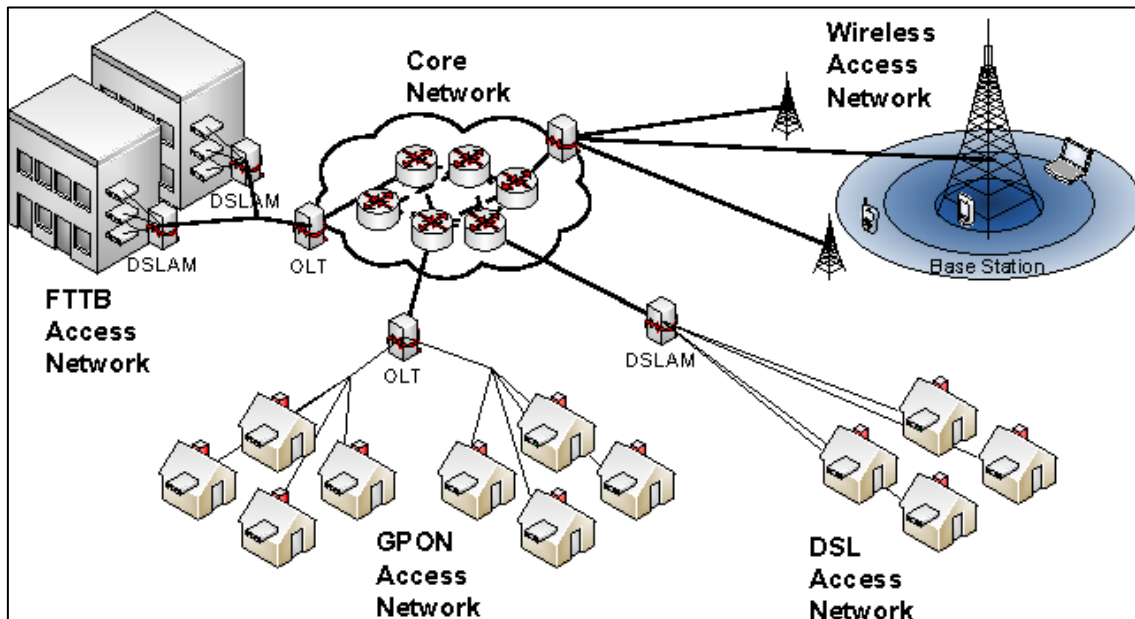 Core
Network
Wireless
Access
Network
DSLAM
DSLAM
OLT
Base Station
FTTB
Access
Network
OLT
DSLAM
GPON
Access
Network
DSL
Access
Network